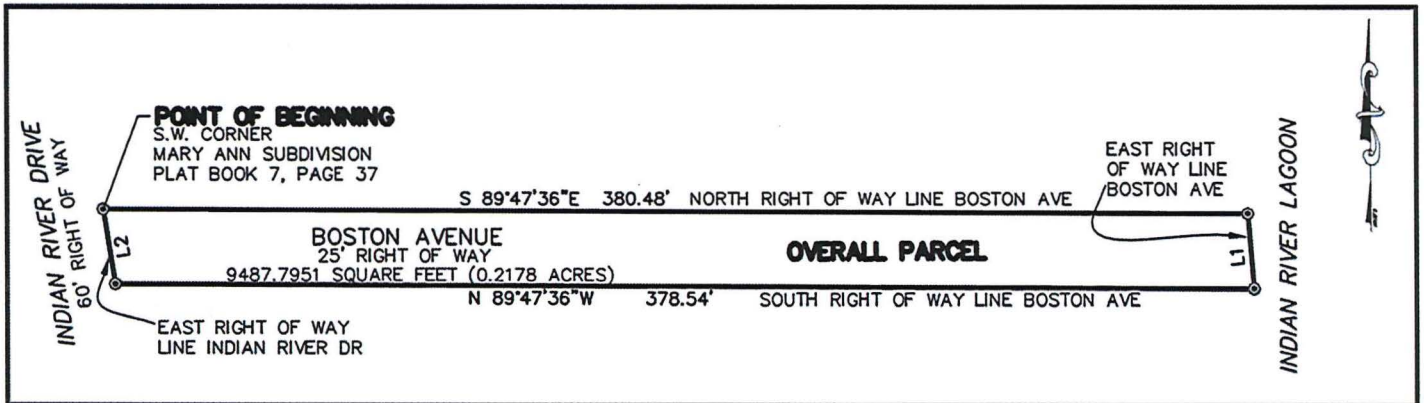 POINT OF BEGINNING
S.W. CORNER
MARY ANN SUBDIVISION
PLAT BOOK 7, PAGE 37
INDIAN RIVER DRIVE
60' RIGHT OF WAY
EAST RIGHT
OF WAY LINE
BOSTON AVE
INDIAN RIVER LAGOON
S 89°47'36"E 380.48' NORTH RIGHT OF WAY LINE BOSTON AVE
L2
BOSTON AVENUE
25' RIGHT OF WAY
9487.7951 SQUARE FEET (0.2178 ACRES)
OVERALL PARCEL
L1
N 89°47'36"W 378.54' SOUTH RIGHT OF WAY LINE BOSTON AVE
EAST RIGHT OF WAY
LINE INDIAN RIVER DR